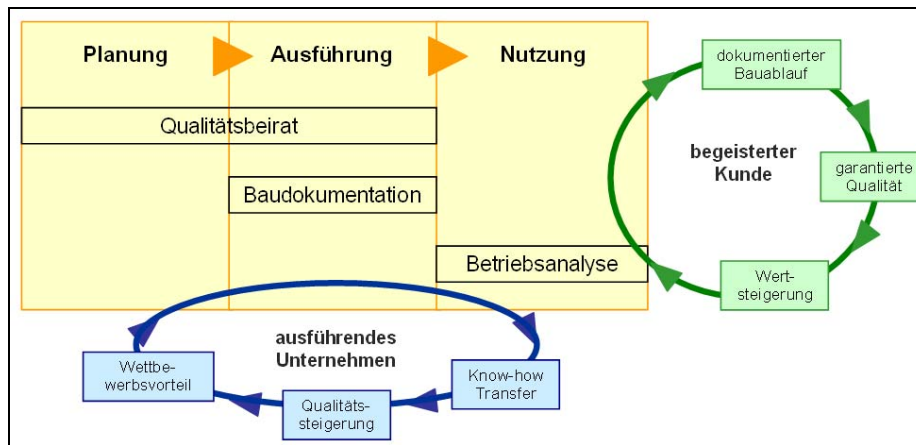 Planung
Ausführung
Nutzung
Qualitätsbeirat
Baudokumentation
Betriebsanalyse
dokumentierter
Bauablauf
begeisterter
Kunde
garantierte
Qualität
Wert-
steigerung
ausführendes
Unternehmen
Wettbe-
werbsvorteil
Qualitäts-
steigerung
Know-how
Transfer